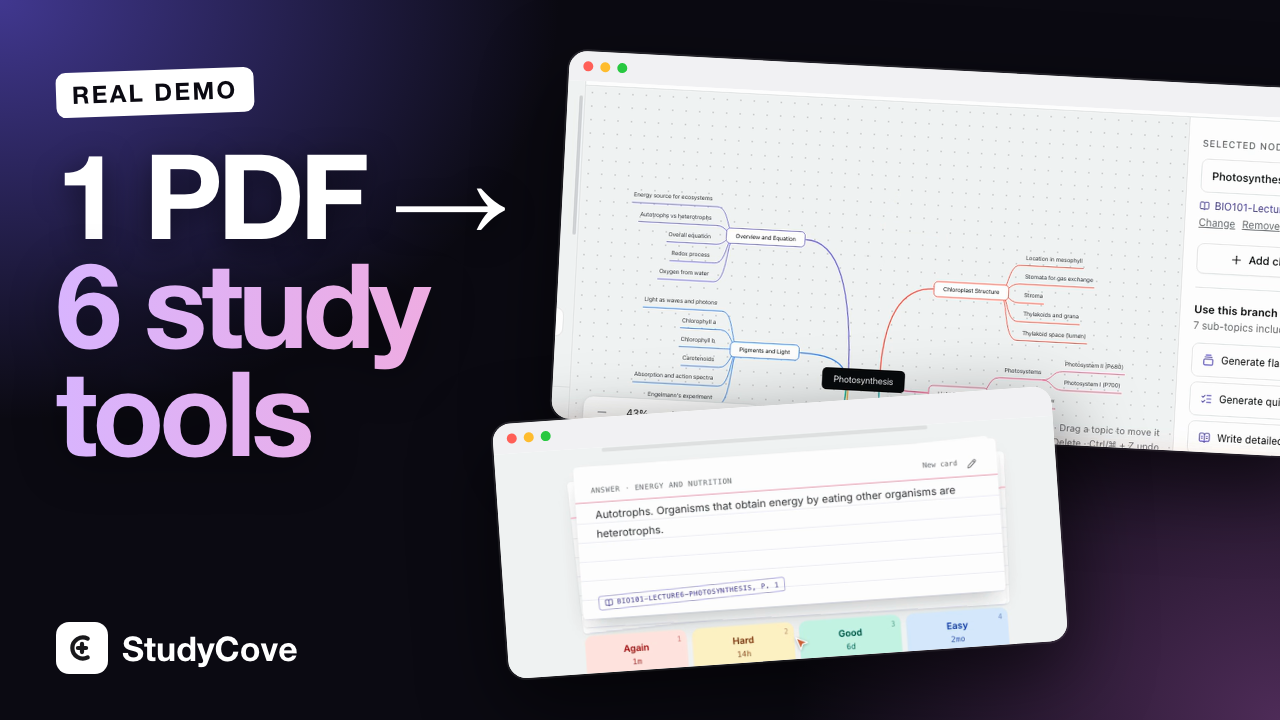 REAL DEMO
1 PDF →
6 study
tools
StudyCove
SELECTED NOD
Photosynthes
BIO101-Lectur
Change Remove
+ Add ci
Use this branch
7 sub-topics inclu
Generate fla
Generate qui
Write detailed
Energy source for ecosystems
Autotrophs vs heterotrophs
Overall equation
Redox process
Oxygen from water
Overview and Equation
Light as waves and photons
Chlorophyll a
Chlorophyll b
Carotenoids
Absorption and action spectra
Engelmann's experiment
Pigments and Light
Photosynthesis
Chloroplast Structure
Location in mesophyll
Stomata for gas exchange
Stroma
Thylakoids and grana
Thylakoid space (lumen)
Photosystems
Photosystem II (P680)
Photosystem I (P700)
43%
· Drag a topic to move it
Delete · Ctrl/⌘ + Z undo
ANSWER · ENERGY AND NUTRITION
New card
Autotrophs. Organisms that obtain energy by eating other organisms are
heterotrophs.
BIO101-LECTURE6-PHOTOSYNTHESIS, P. 1
Again 1
1m
Hard 2
14h
Good 3
6d
Easy 4
2mo